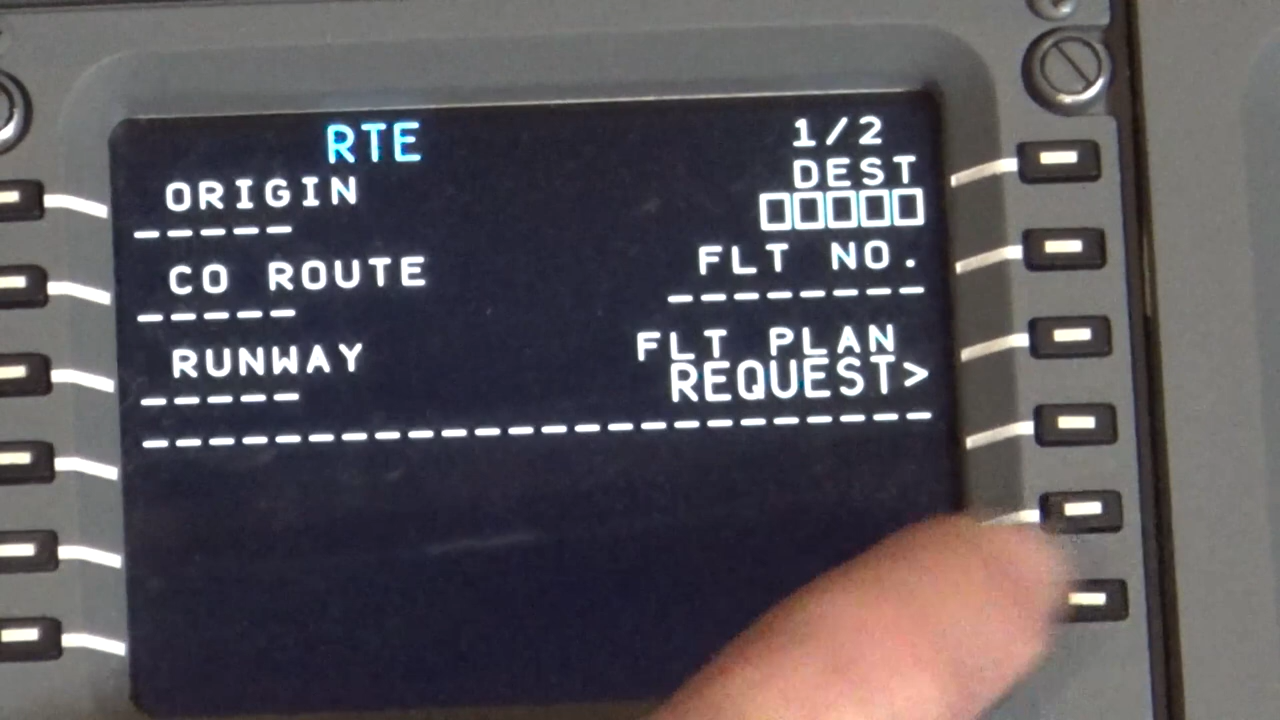 RTE 1/2
ORIGIN DEST
----- □□□□□
CO ROUTE FLT NO.
----- --------
RUNWAY FLT PLAN
----- REQUEST>
------------------------